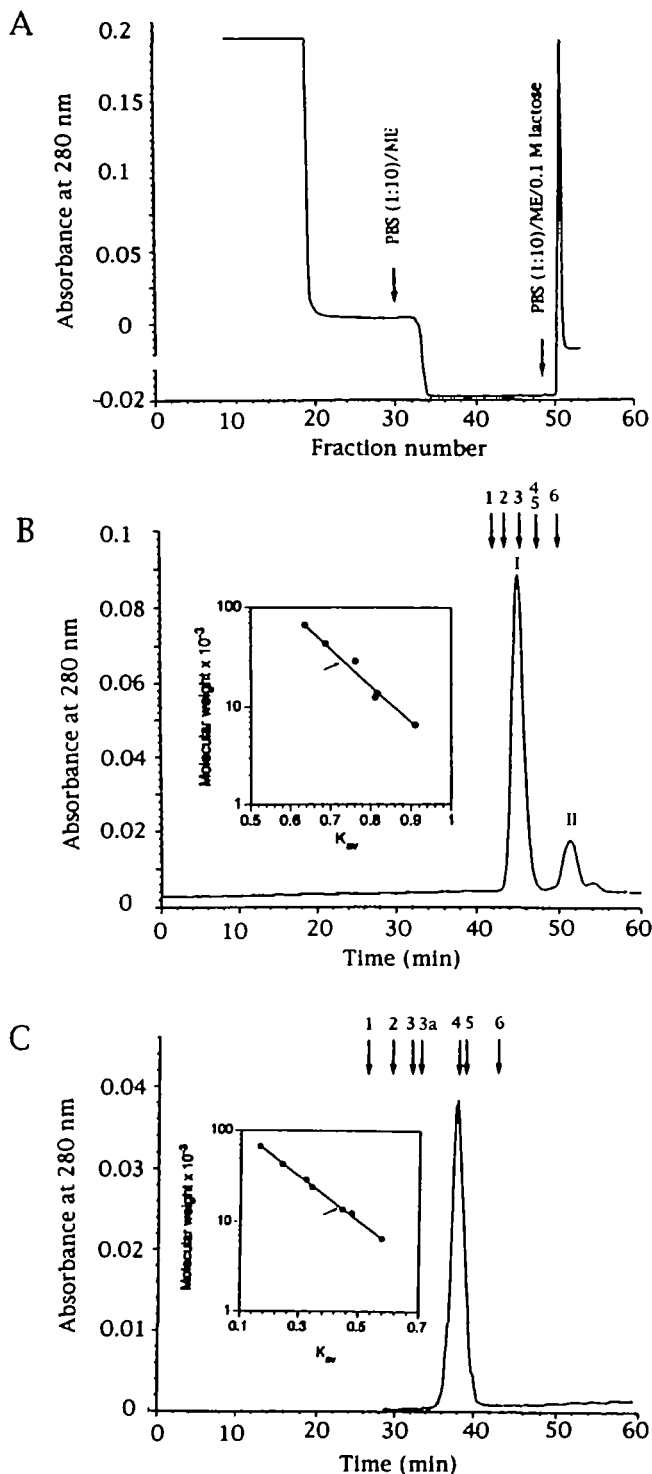 A
Absorbance at 280 nm
0.2
0.15
0.05
0
-0.02
PBS (1:10)/ME
PBS (1:10)/ME/0.1 M lactose
0 10 20 30 40 50 60
Fraction number
B
Absorbance at 280 nm
0.1
0.08
0.06
0.04
0.02
0
1 2 3 4 5 6
I
II
Molecular weight x 10-3
100
10
1
0.5 0.6 0.7 0.8 0.9 1
Kav
0 10 20 30 40 50 60
Time (min)
C
Absorbance at 280 nm
0.04
0.03
0.02
0.01
0
1 2 3 3a 4 5 6
Molecular weight x 10-3
100
10
1
0.1 0.3 0.5 0.7
Kav
0 10 20 30 40 50 60
Time (min)